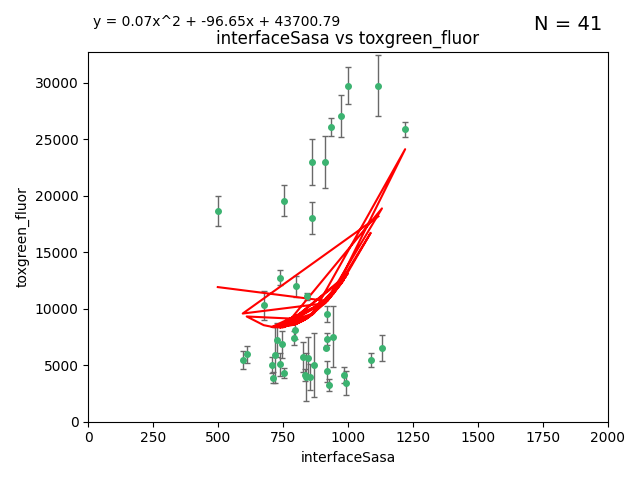 y = 0.07x^2 + -96.65x + 43700.79
N = 41
interfaceSasa vs toxgreen_fluor
toxgreen_fluor
30000
25000
20000
15000
10000
5000
0
0 250 500 750 1000 1250 1500 1750 2000
interfaceSasa